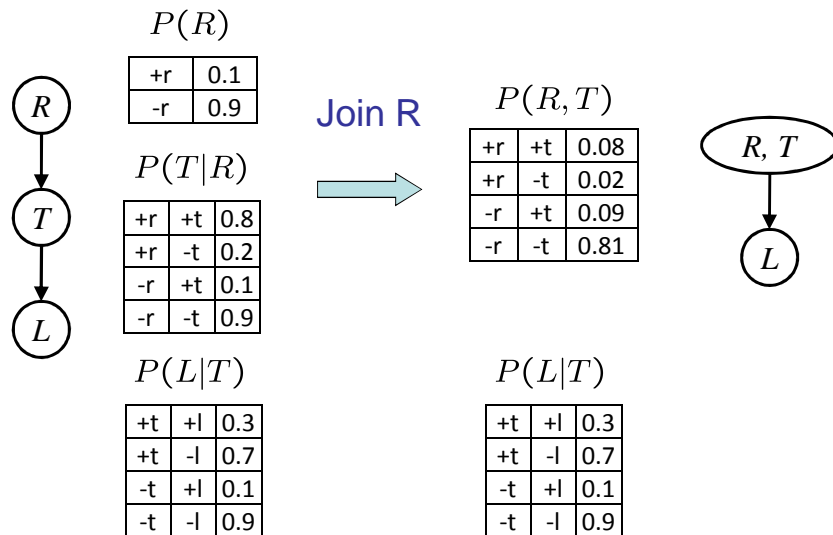 P(R)
+r 0.1
-r 0.9
R
T
L
P(T|R)
+r +t 0.8
+r -t 0.2
-r +t 0.1
-r -t 0.9
P(L|T)
+t +l 0.3
+t -l 0.7
-t +l 0.1
-t -l 0.9
Join R
P(R, T)
+r +t 0.08
+r -t 0.02
-r +t 0.09
-r -t 0.81
R, T
L
P(L|T)
+t +l 0.3
+t -l 0.7
-t +l 0.1
-t -l 0.9